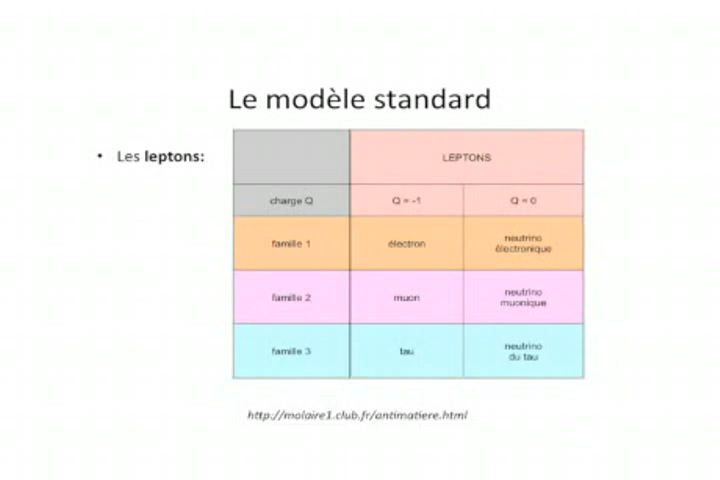 Le modèle standard
• Les leptons:
LEPTONS
charge Q
Q = -1
Q = 0
famille 1
électron
neutrino
électronique
famille 2
muon
neutrino
muonique
famille 3
tau
neutrino
du tau
http://molaire1.club.fr/antimatiere.html